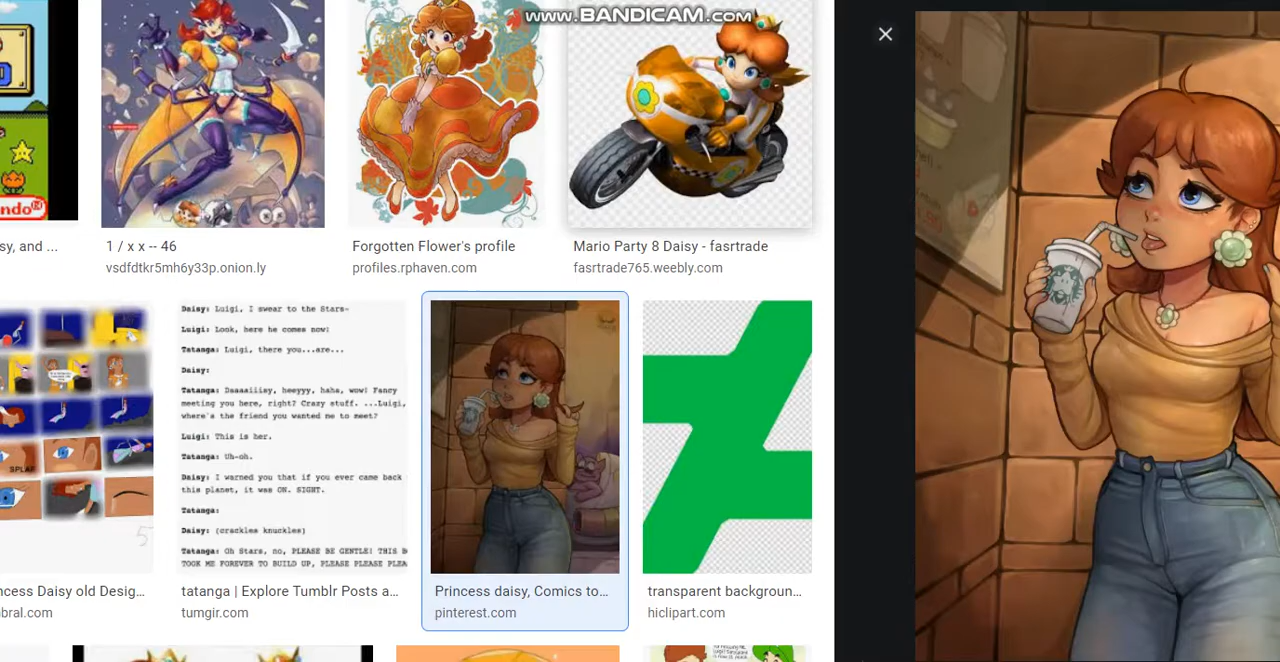 www.BANDICAM.com
ndo
sy, and ...
1 / x x -- 46
vsdfdtkr5mh6y33p.onion.ly
Forgotten Flower's profile
profiles.rphaven.com
Mario Party 8 Daisy - fasrtrade
fasrtrade765.weebly.com
SPLAF
Daisy: Luigi, I swear to the Stars-
Luigi: Look, here he comes now!
Tatanga: Luigi, there you...are...
Daisy:
Tatanga: Daaaaiiisy, heeyyy, haha, wow! Fancy
meeting you here, right? Crazy stuff. ...Luigi,
where's the friend you wanted me to meet?
Luigi: This is her.
Tatanga: Uh-oh.
Daisy: I warned you that if you ever came back
this planet, it was ON. SIGHT.
Tatanga:
Daisy: (crackles knuckles)
Tatanga: Oh Stars, no, PLEASE BE GENTLE! THIS B
TOOK ME FOREVER TO BUILD UP, PLEASE PLEASE PLEA
ncess Daisy old Desig...
bral.com
tatanga | Explore Tumblr Posts a...
tumgir.com
Princess daisy, Comics to...
pinterest.com
transparent backgroun...
hiclipart.com